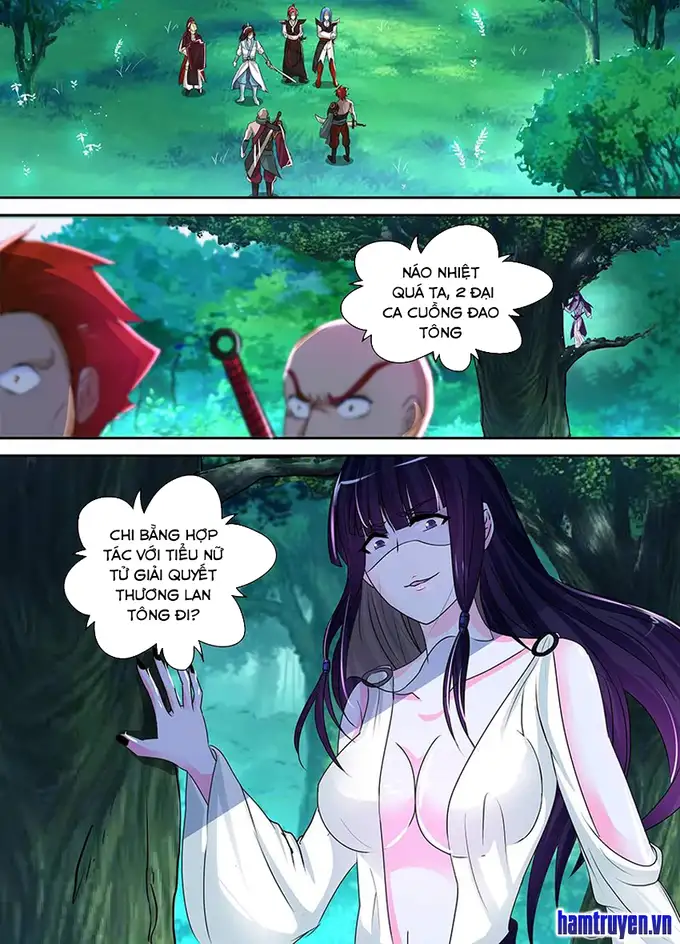 NÁO NHIỆT
QUÁ TA, 2 ĐẠI
CA CUỒNG ĐAO
TÔNG
CHI BẰNG HỢP
TÁC VỚI TIỂU NỮ
TỬ GIẢI QUYẾT
THƯƠNG LAN
TÔNG ĐI?
hamtruyen.vn